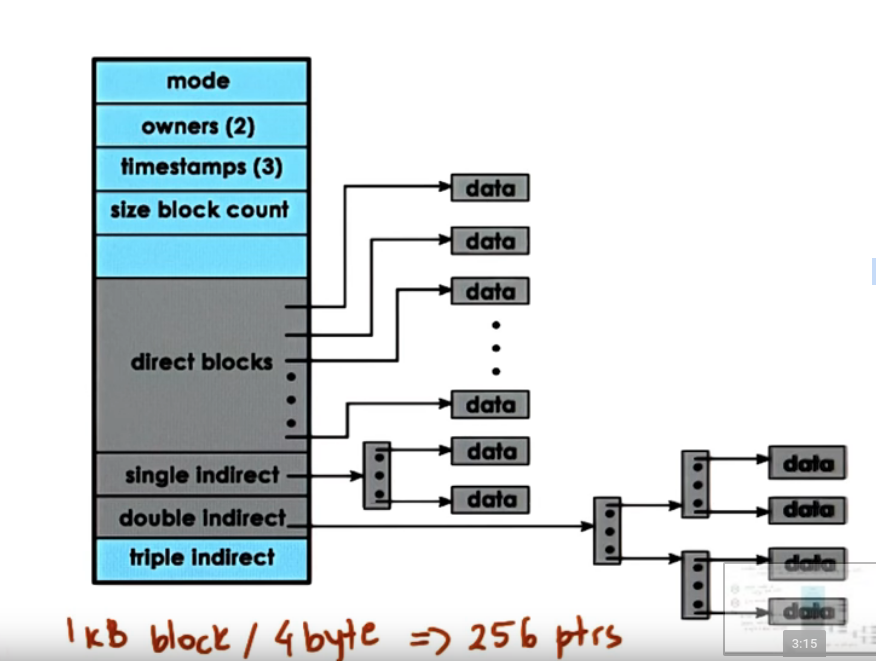 mode
owners (2)
timestamps (3)
size block count
direct blocks
single indirect
double indirect
triple indirect
data
data
data
data
data
data
data
data
data
data
1 KB block / 4 byte => 256 ptrs
3:15